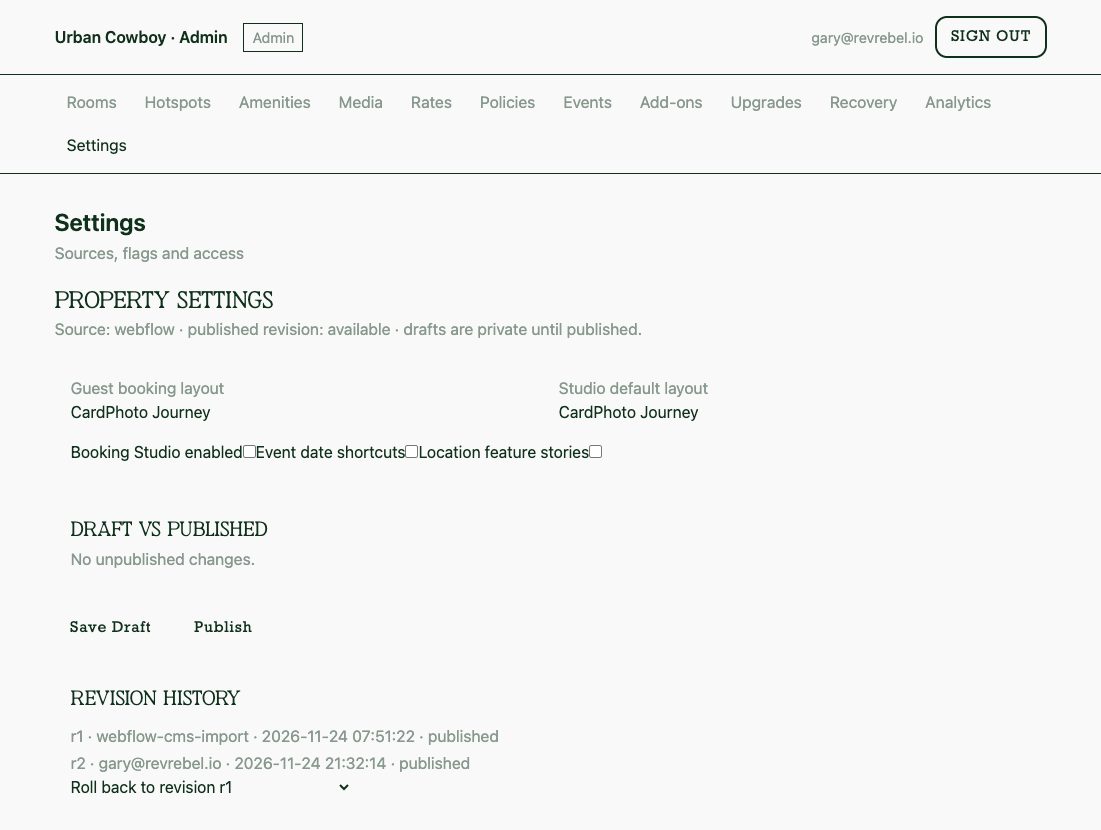 Urban Cowboy · Admin Admin gary@revrebel.io SIGN OUT
Rooms Hotspots Amenities Media Rates Policies Events Add-ons Upgrades Recovery Analytics
Settings
Settings
Sources, flags and access
PROPERTY SETTINGS
Source: webflow · published revision: available · drafts are private until published.
Guest booking layout Studio default layout
CardPhoto Journey CardPhoto Journey
Booking Studio enabled Event date shortcuts Location feature stories
DRAFT VS PUBLISHED
No unpublished changes.
Save Draft Publish
REVISION HISTORY
r1 · webflow-cms-import · 2026-11-24 07:51:22 · published
r2 · gary@revrebel.io · 2026-11-24 21:32:14 · published
Roll back to revision r1